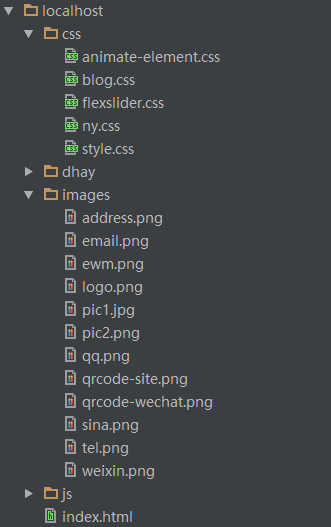 localhost
css
animate-element.css
blog.css
flexslider.css
ny.css
style.css
dhay
images
address.png
email.png
ewm.png
logo.png
pic1.jpg
pic2.png
qq.png
qrcode-site.png
qrcode-wechat.png
sina.png
tel.png
weixin.png
js
index.html